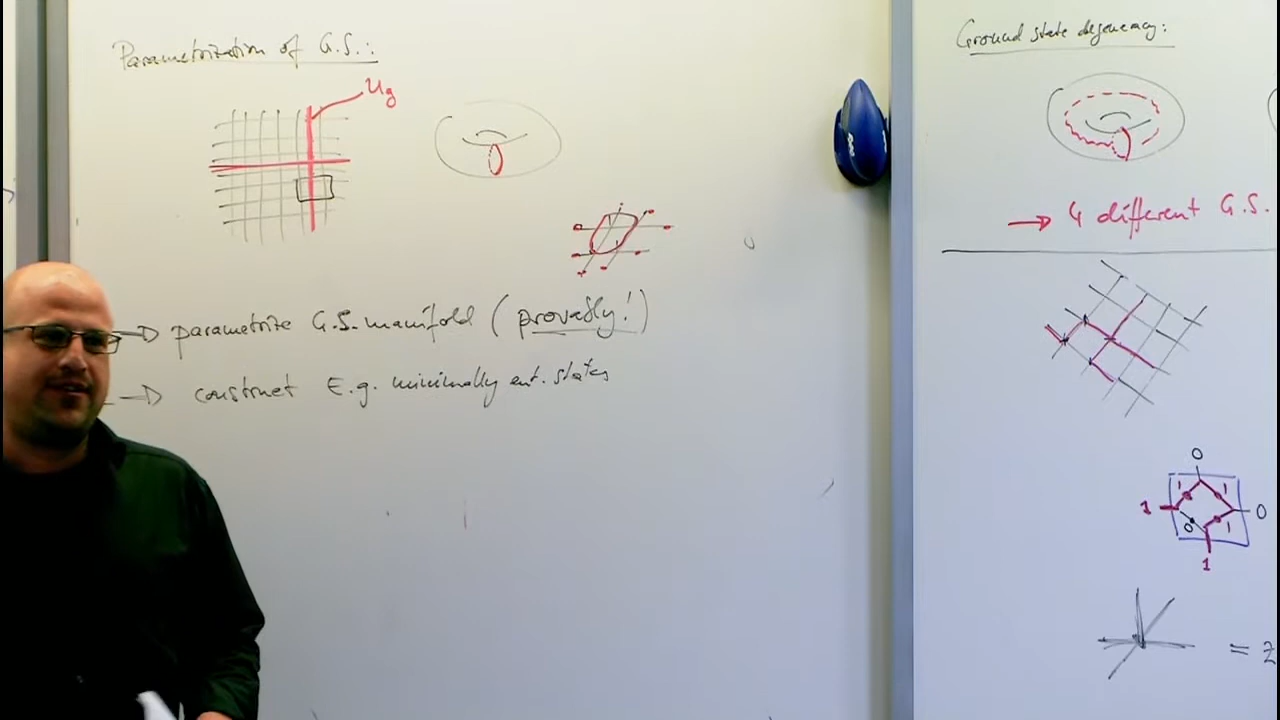 Parametrization of G.S.:
Ug
→ parametrize G.S. manifold (provably!)
→ construct E.g. minimally ent. states
Ground state degeneracy:
→ 4 different G.S.
0
1 1 1 0
0 1
1
= Z